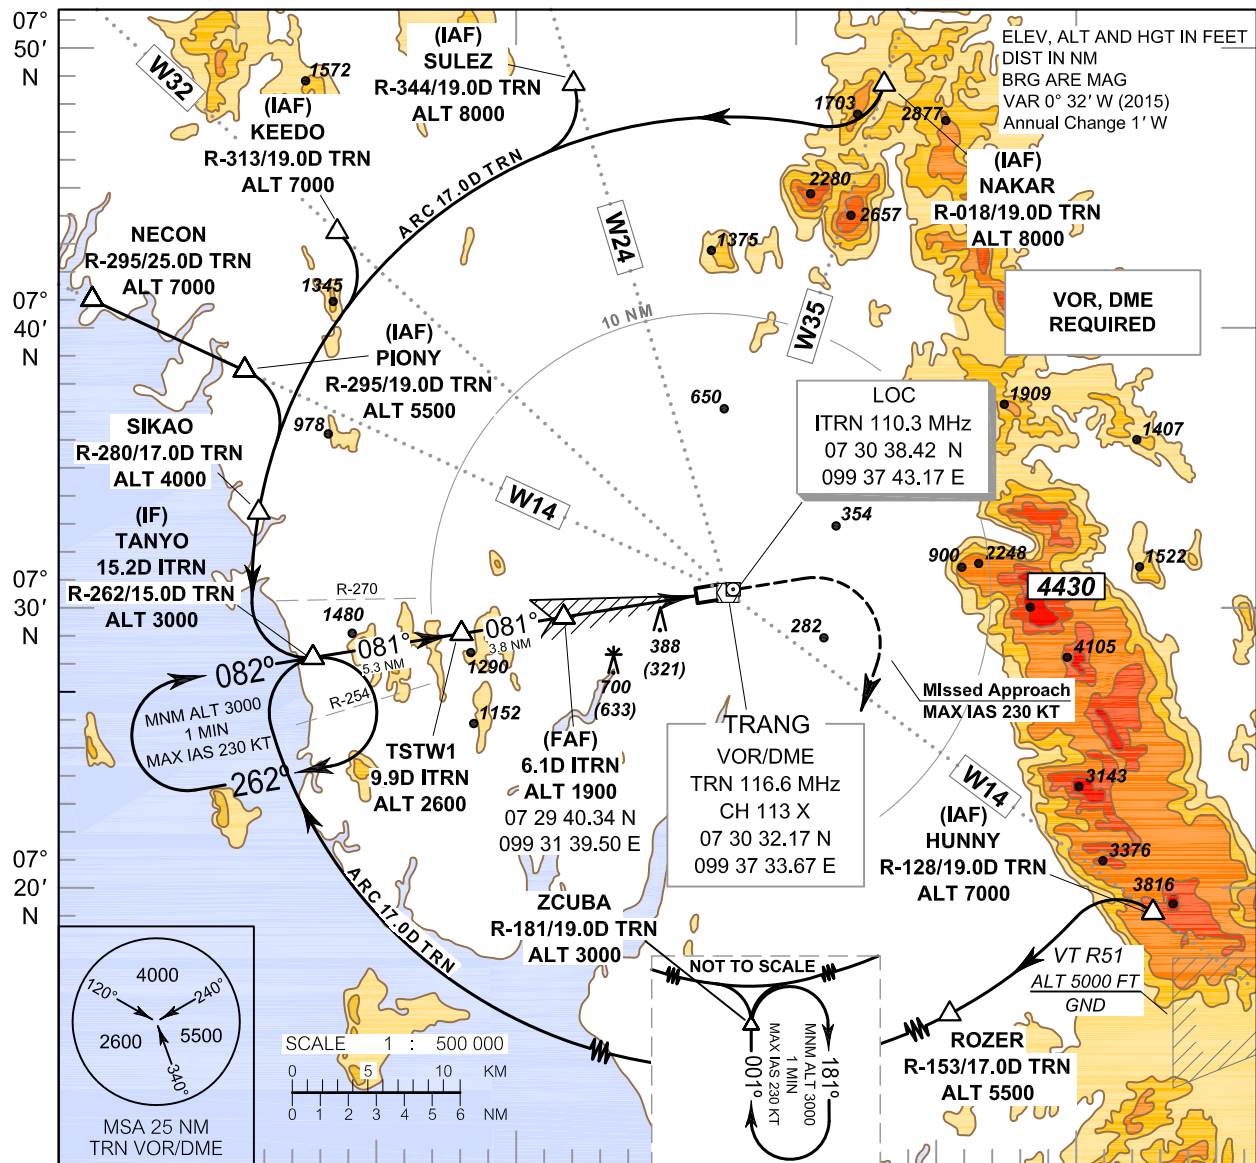 07°
50'
N
W32
1572
(IAF)
SULEZ
R-344/19.0D TRN
ALT 8000
(IAF)
KEEDO
R-313/19.0D TRN
ALT 7000
1703
2877
ELEV, ALT AND HGT IN FEET
DIST IN NM
BRG ARE MAG
VAR 0° 32' W (2015)
Annual Change 1' W
(IAF)
NAKAR
R-018/19.0D TRN
ALT 8000
ARC 17.0D TRN
2280
2657
W24
1375
NECON
R-295/25.0D TRN
ALT 7000
07°
40'
N
1345
10 NM
W35
VOR, DME
REQUIRED
(IAF)
PIONY
R-295/19.0D TRN
ALT 5500
650
LOC
ITRN 110.3 MHz
07 30 38.42 N
099 37 43.17 E
1909
1407
978
SIKAO
R-280/17.0D TRN
ALT 4000
W14
354
(IF)
TANYO
15.2D ITRN
R-262/15.0D TRN
ALT 3000
900
2248
1522
4430
07°
30'
N
R-270
1480
081°
5.3 NM
081°
3.8 NM
1290
388
(321)
282
4105
082°
R-254
MNM ALT 3000
1 MIN
MAX IAS 230 KT
262°
1152
700
(633)
MIssed Approach
MAX IAS 230 KT
TSTW1
9.9D ITRN
ALT 2600
(FAF)
6.1D ITRN
ALT 1900
07 29 40.34 N
099 31 39.50 E
TRANG
VOR/DME
TRN 116.6 MHz
CH 113 X
07 30 32.17 N
099 37 33.67 E
W14
3143
(IAF)
HUNNY
R-128/19.0D TRN
ALT 7000
3376
3816
07°
20'
N
ARC 17.0D TRN
ZCUBA
R-181/19.0D TRN
ALT 3000
NOT TO SCALE
001°
MAX IAS 230 KT
1 MIN
MNM ALT 3000
181°
VT R51
ALT 5000 FT
GND
ROZER
R-153/17.0D TRN
ALT 5500
4000
120°
240°
2600
5500
340°
MSA 25 NM
TRN VOR/DME
SCALE 1 : 500 000
0 5 10 KM
0 1 2 3 4 5 6 NM